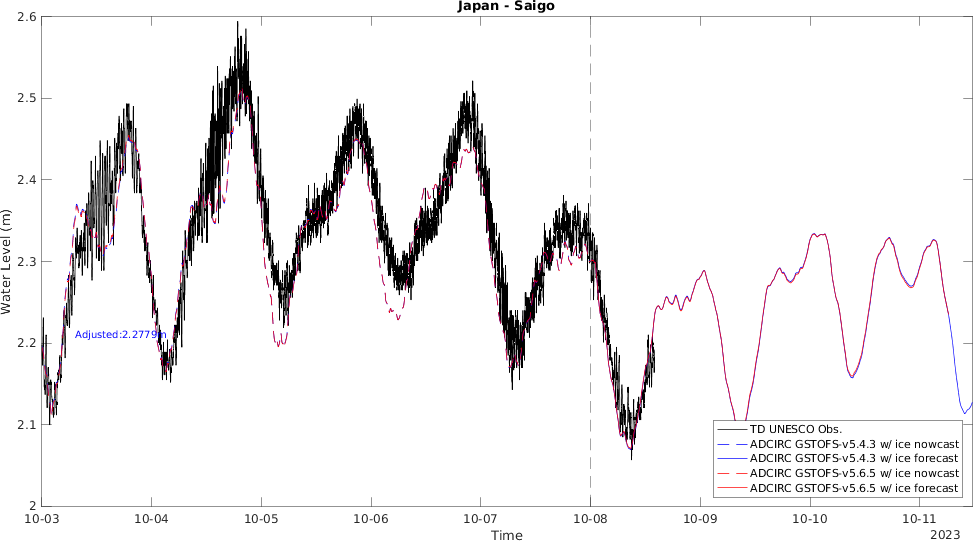 Japan - Saigo
2.6
2.5
2.4
2.3
2.2
2.1
2
Water Level (m)
Adjusted:2.2779m
TD UNESCO Obs.
ADCIRC GSTOFS-v5.4.3 w/ ice nowcast
ADCIRC GSTOFS-v5.4.3 w/ ice forecast
ADCIRC GSTOFS-v5.6.5 w/ ice nowcast
ADCIRC GSTOFS-v5.6.5 w/ ice forecast
10-03 10-04 10-05 10-06 10-07 10-08 10-09 10-10 10-11
Time
2023